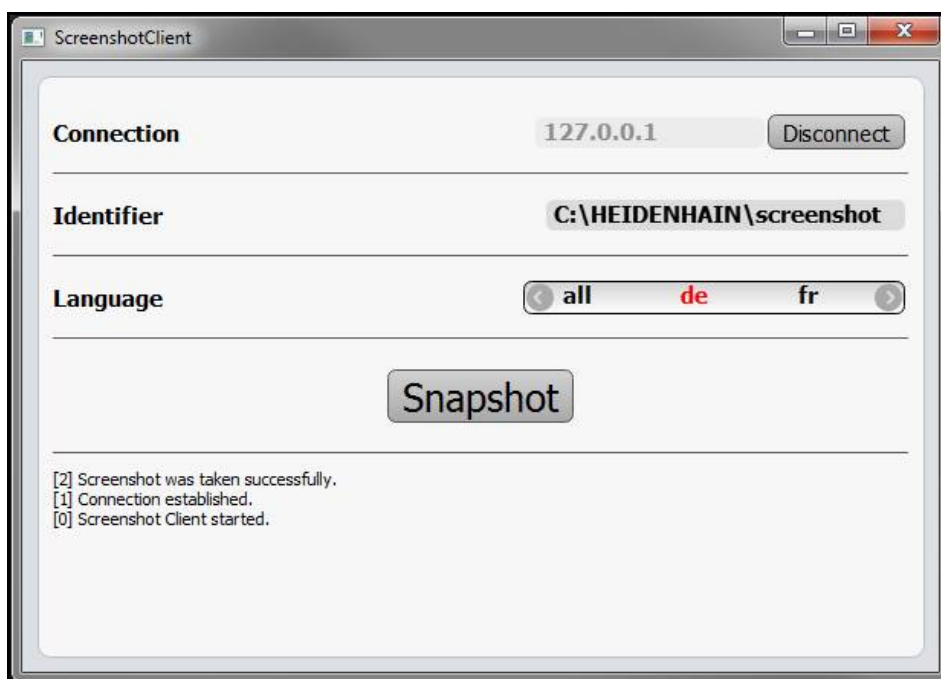 ScreenshotClient
Connection 127.0.0.1 Disconnect
Identifier C:\HEIDENHAIN\screenshot
Language all de fr
Snapshot
[2] Screenshot was taken successfully.
[1] Connection established.
[0] Screenshot Client started.